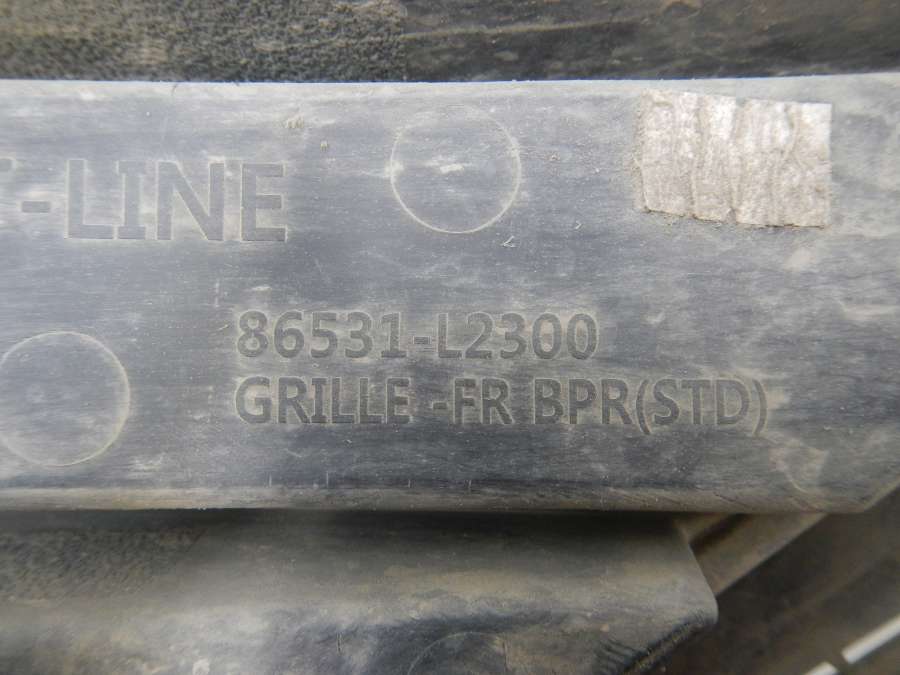 -LINE
86531-L2300
GRILLE -FR BPR(STD)